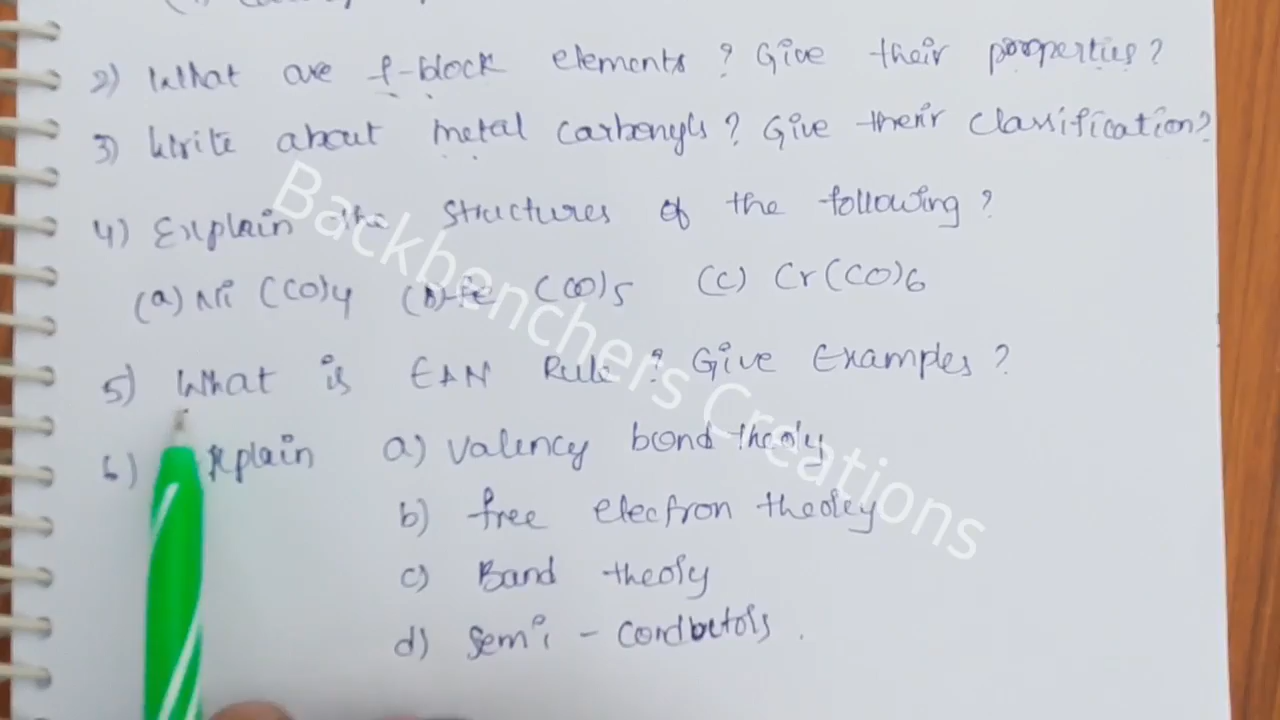 2) What are f-block elements ? Give their properties ?
3) Write about metal carbonyls ? Give their classification ?
4) Explain the structures of the following ?
(a) Ni (CO)4 (b) Fe (CO)5 (c) Cr(CO)6
5) What is EAN Rule ? Give Examples ?
6) Explain a) Valency bond theory
b) free electron theory
c) Band theory
d) Semi - conductors .
Backbenchers Creations